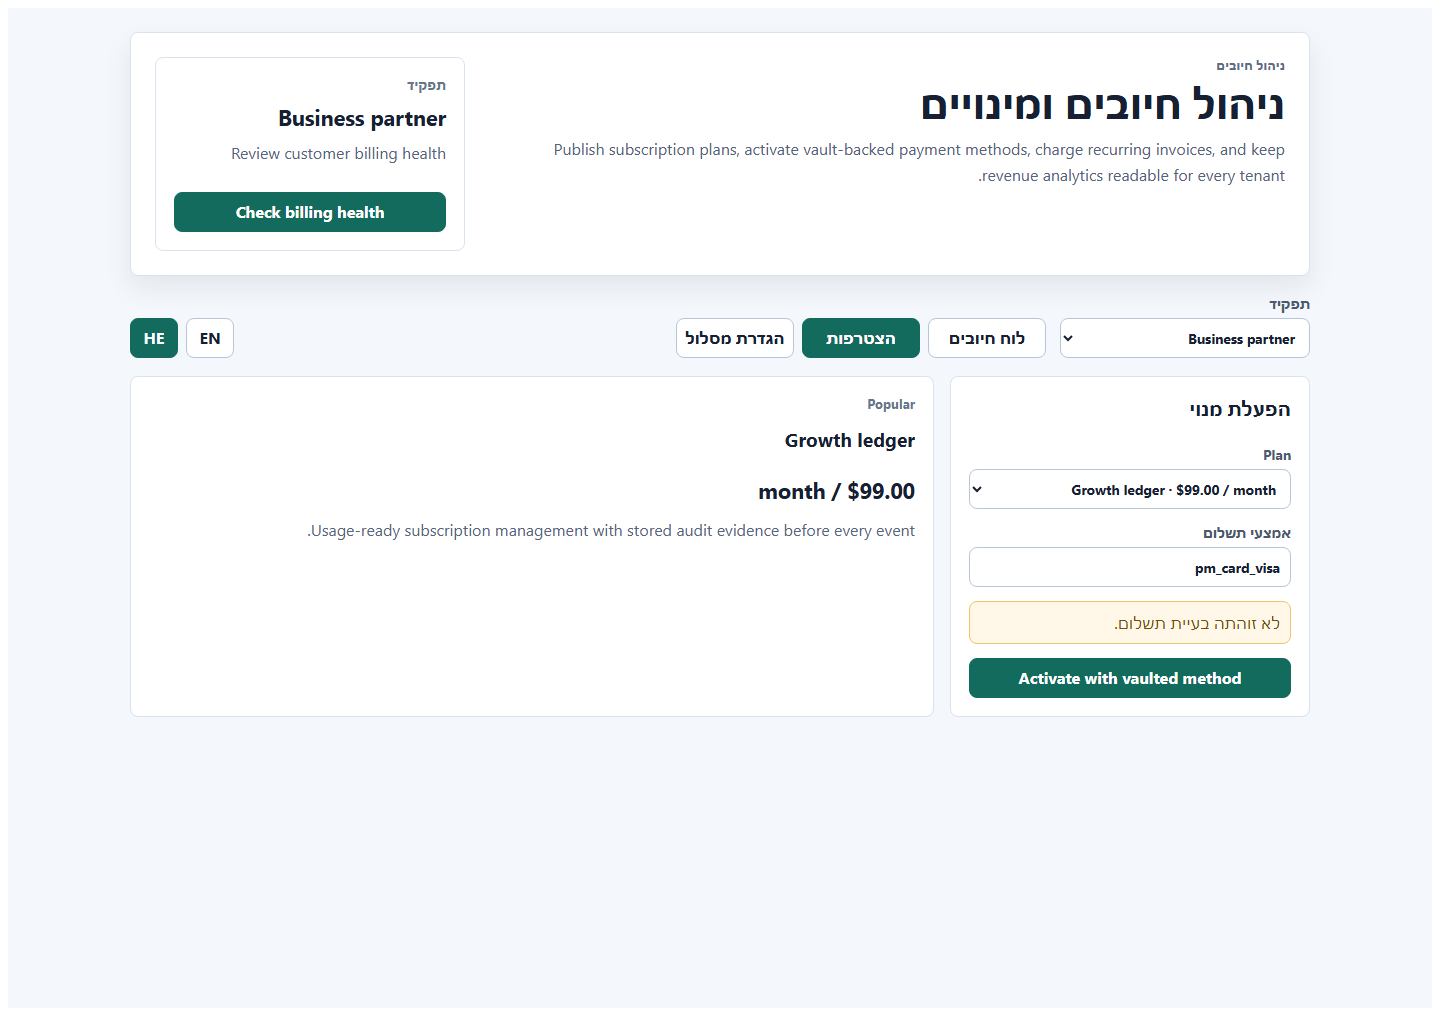 ניהול חיובים
ניהול חיובים ומינויים
Publish subscription plans, activate vault-backed payment methods, charge recurring invoices, and keep
revenue analytics readable for every tenant.
תפקיד
Business partner
Review customer billing health
Check billing health
תפקיד
Business partner
לוח חיובים
הצטרפות
הגדרת מסלול
EN
HE
הפעלת מנוי
Plan
Growth ledger · $99.00 / month
אמצעי תשלום
pm_card_visa
לא זוהתה בעיית תשלום.
Activate with vaulted method
Popular
Growth ledger
month / $99.00
Usage-ready subscription management with stored audit evidence before every event.